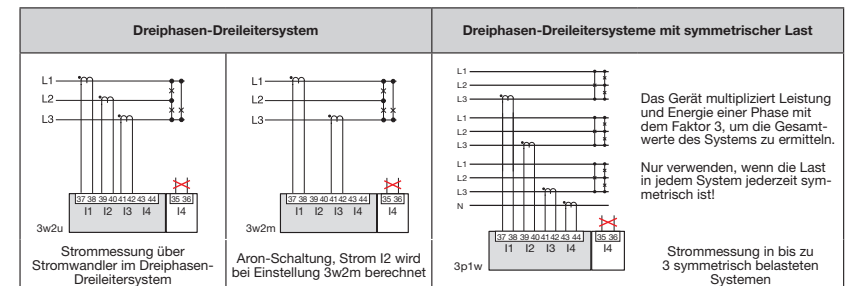 Dreiphasen-Dreileitersystem
Dreiphasen-Dreileitersysteme mit symmetrischer Last
L1
L2
L3
37 38 39 40 41 42 43 44 35 36
I1 I2 I3 I4 I4
3w2u
Strommessung über
Stromwandler im Dreiphasen-
Dreileitersystem
L1
L2
L3
37 38 39 40 41 42 43 44 35 36
I1 I2 I3 I4 I4
3w2m
Aron-Schaltung, Strom I2 wird
bei Einstellung 3w2m berechnet
L1
L2
L3
L1
L2
L3
L1
L2
L3
N
37 38 39 40 41 42 43 44 35 36
I1 I2 I3 I4 I4
3p1w
Das Gerät multipliziert Leistung
und Energie einer Phase mit
dem Faktor 3, um die Gesamt-
werte des Systems zu ermitteln.
Nur verwenden, wenn die Last
in jedem System jederzeit sym-
metrisch ist!
Strommessung in bis zu
3 symmetrisch belasteten
Systemen